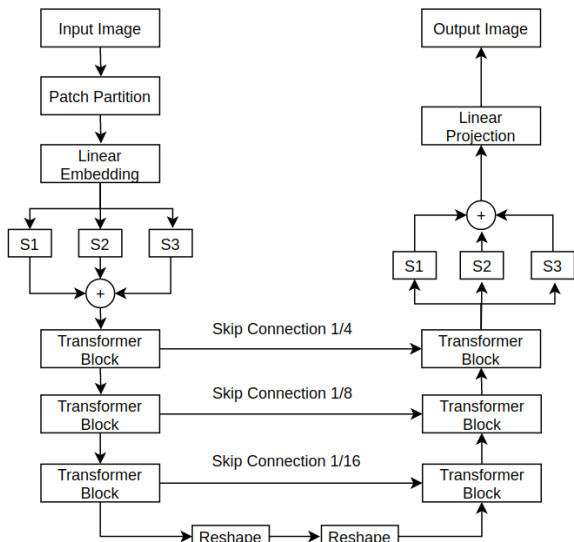 Input Image
Output Image
Patch Partition
Linear
Projection
Linear
Embedding
S1
S2
S3
+
S1
S2
S3
+
Transformer
Block
Skip Connection 1/4
Transformer
Block
Transformer
Block
Skip Connection 1/8
Transformer
Block
Transformer
Block
Skip Connection 1/16
Transformer
Block
Reshape
Reshape